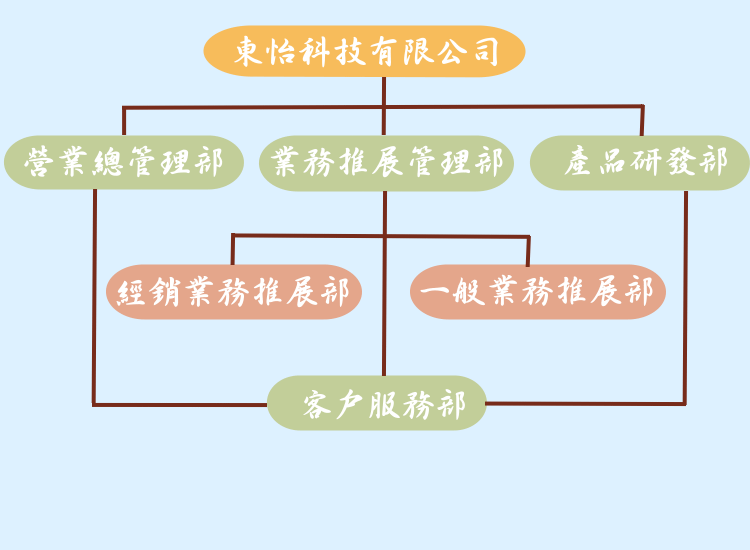 東怡科技有限公司
營業總管理部
業務推展管理部
產品研發部
經銷業務推展部
一般業務推展部
客户服務部